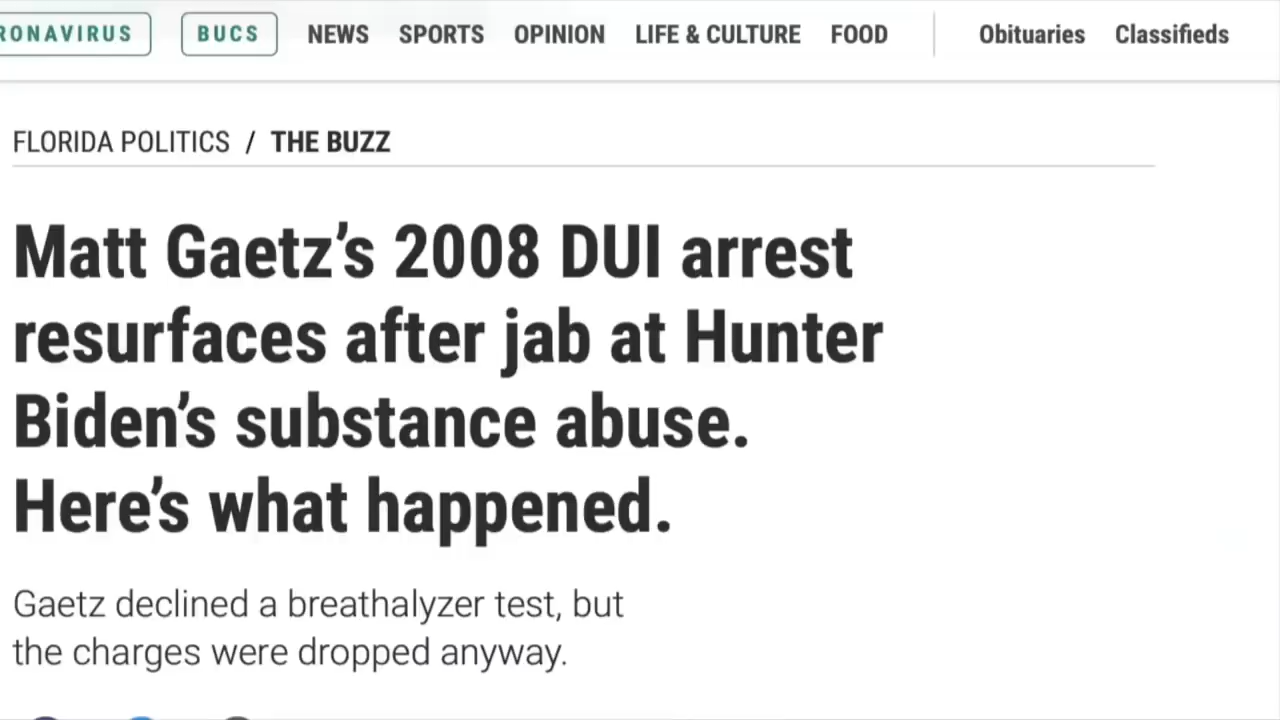 RONAVIRUS BUCS NEWS SPORTS OPINION LIFE & CULTURE FOOD Obituaries Classifieds
FLORIDA POLITICS / THE BUZZ
Matt Gaetz’s 2008 DUI arrest
resurfaces after jab at Hunter
Biden’s substance abuse.
Here’s what happened.
Gaetz declined a breathalyzer test, but
the charges were dropped anyway.